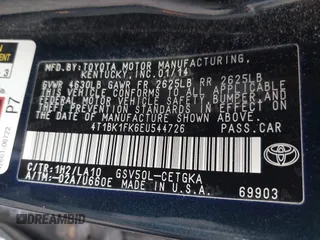 MFD. BY: TOYOTA MOTOR MANUFACTURING,
KENTUCKY, INC. 01/14
GVWR 4630LB GAWR FR 2625LB RR 2625LB
THIS VEHICLE CONFORMS TO ALL APPLICABLE
FEDERAL MOTOR VEHICLE SAFETY, BUMPER, AND
THEFT PREVENTION STANDARDS IN EFFECT ON
THE DATE OF MANUFACTURE SHOWN ABOVE.
4T1BK1FK6EU544726 PASS.CAR
C/TR:1H2/LA10 GSV50L-CETGKA
A/TM:-02A/U660E MADE IN U.S.A.
TOYOTA
69903
P7
DREAMBID